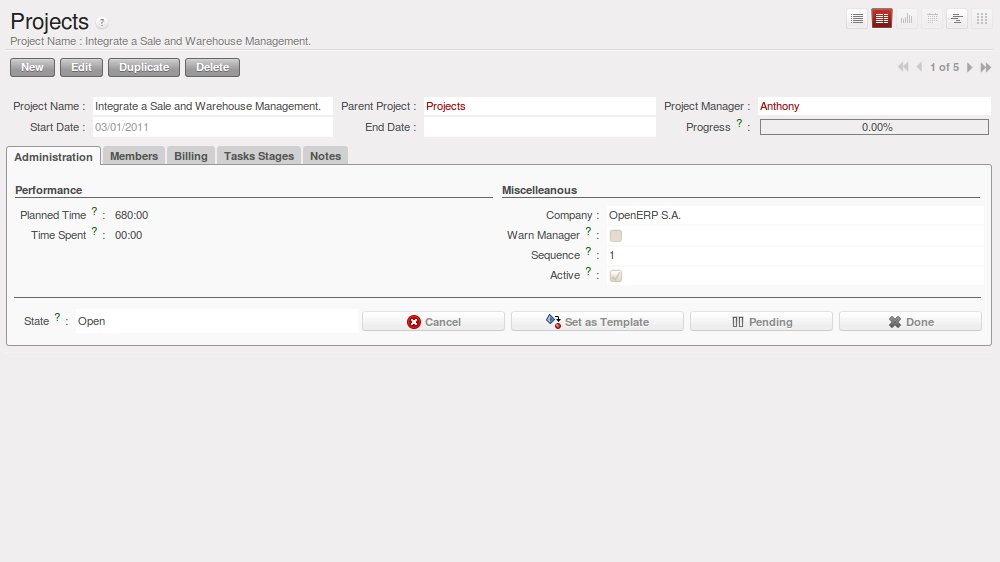 Projects ?
Project Name : Integrate a Sale and Warehouse Management.
New Edit Duplicate Delete 1 of 5
Project Name : Integrate a Sale and Warehouse Management. Parent Project : Projects Project Manager : Anthony
Start Date : 03/01/2011 End Date : Progress ? : 0.00%
Administration Members Billing Tasks Stages Notes
Performance Miscelleanous
Planned Time ? : 680:00 Company : OpenERP S.A.
Time Spent ? : 00:00 Warn Manager ? :
Sequence ? : 1
Active ? :
State ? : Open Cancel Set as Template Pending Done